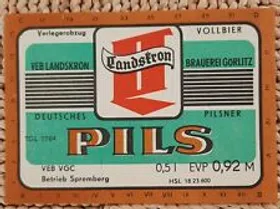 Verlegerabzug VOLLBIER
Landskron
VEB LANDSKRON BRAUEREI GÖRLITZ
DEUTSCHES PILSNER
TGL 7764
PILS
VEB VGC 0,5 l EVP 0,92 M
Betrieb Spremberg HSL 18 23 600